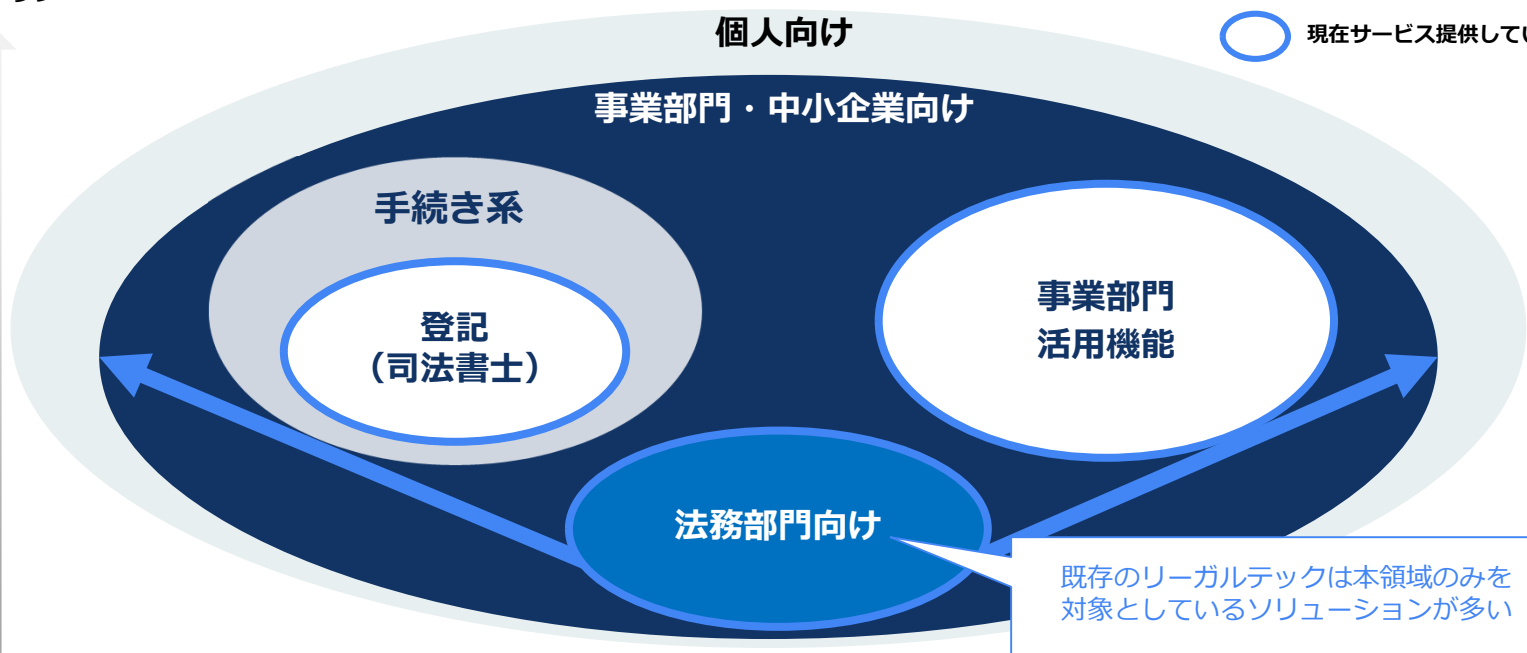 個人向け
現在サービス提供してい
事業部門・中小企業向け
手続き系
登記
（司法書士）
事業部門
活用機能
法務部門向け
既存のリーガルテックは本領域のみを
対象としているソリューションが多い